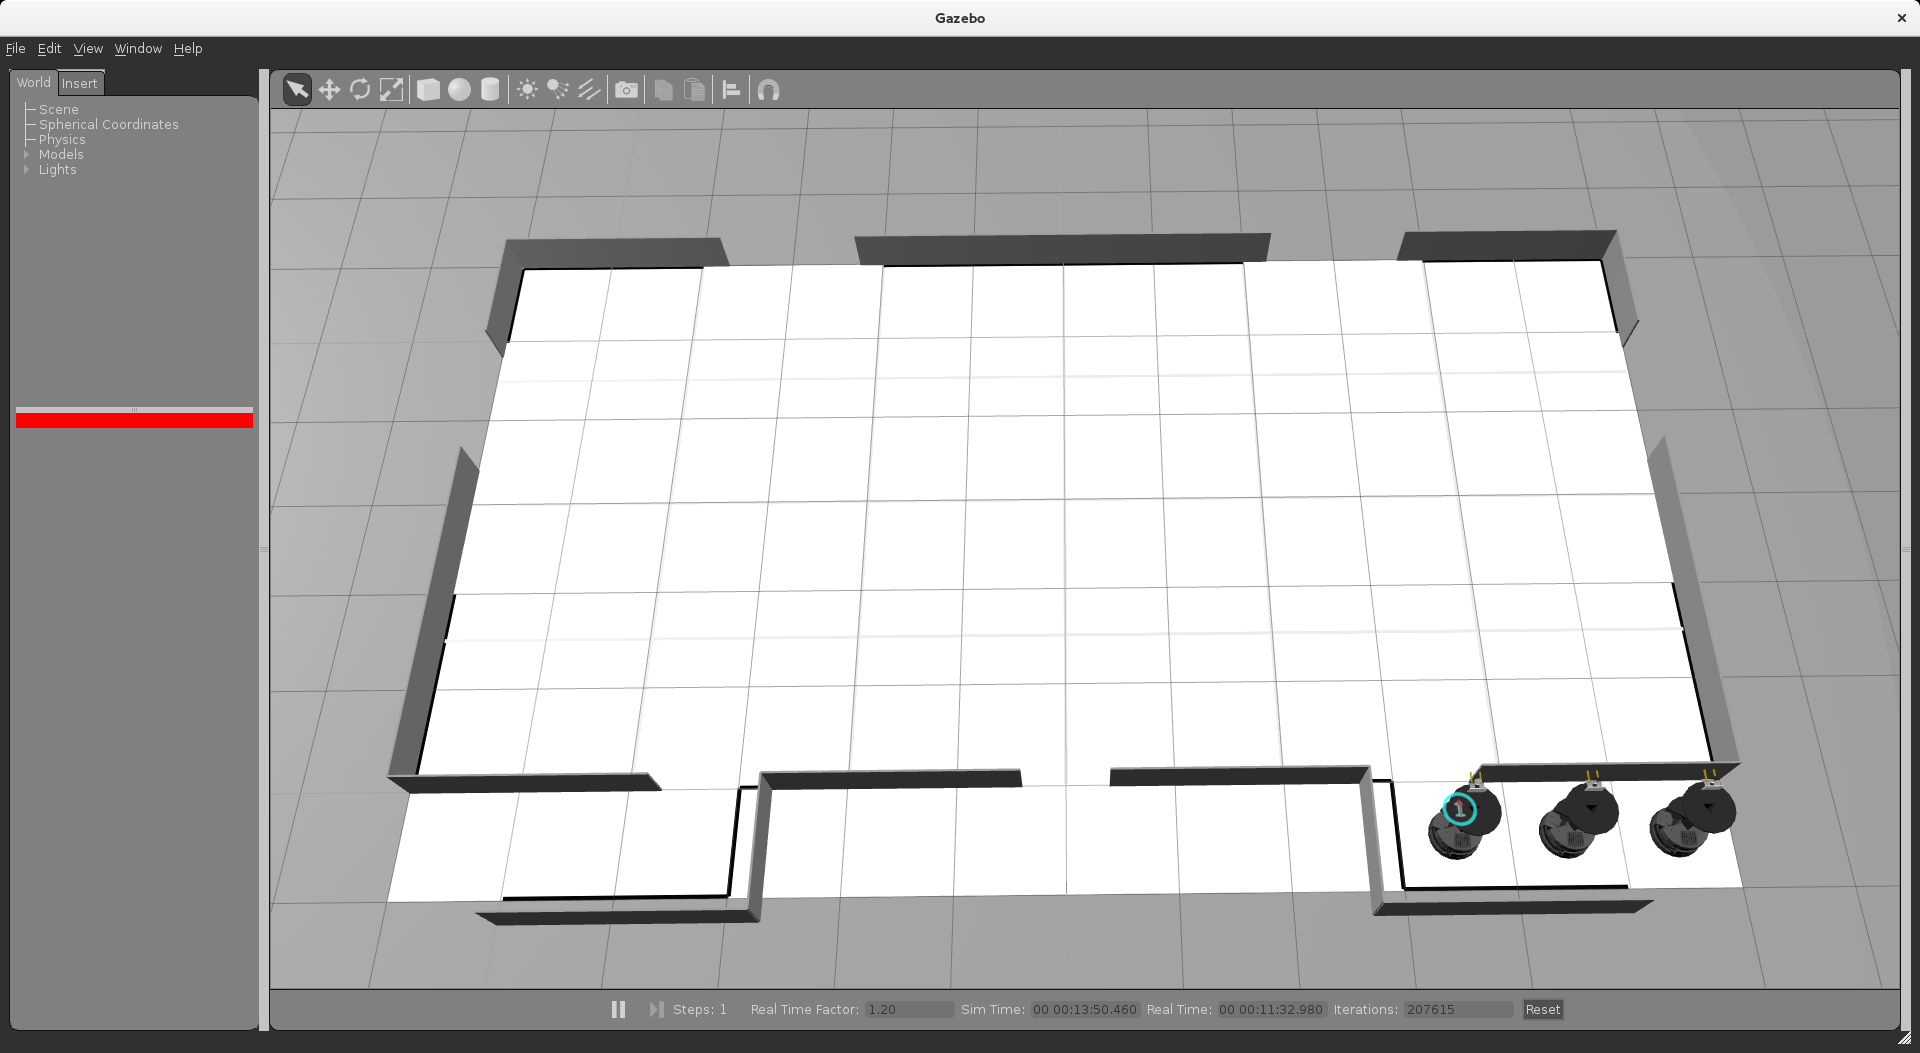 Gazebo
File Edit View Window Help
World Insert
Scene
Spherical Coordinates
Physics
Models
Lights
1
Steps: 1 Real Time Factor: 1.20 Sim Time: 00 00:13:50.460 Real Time: 00 00:11:32.980 Iterations: 207615 Reset